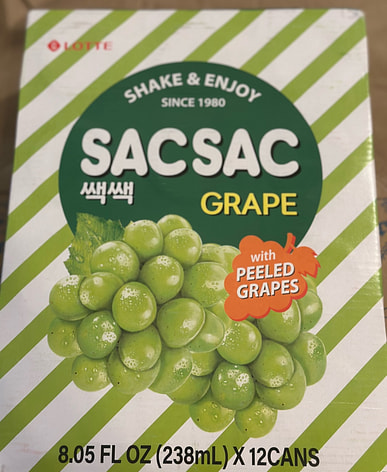 LOTTE
SHAKE & ENJOY
SINCE 1980
SACSAC
쌕쌕
GRAPE
with
PEELED
GRAPES
8.05 FL OZ (238mL) X 12CANS